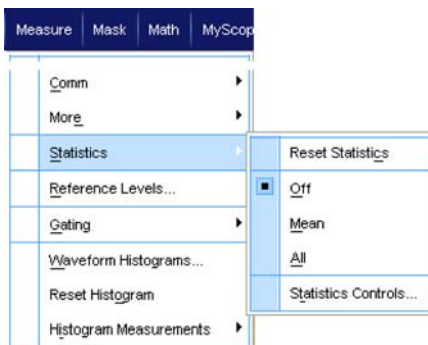 Measure Mask Math MyScop
Comm
More
Statistics
Reference Levels...
Gating
Waveform Histograms...
Reset Histogram
Histogram Measurements
Reset Statistics
Off
Mean
All
Statistics Controls...